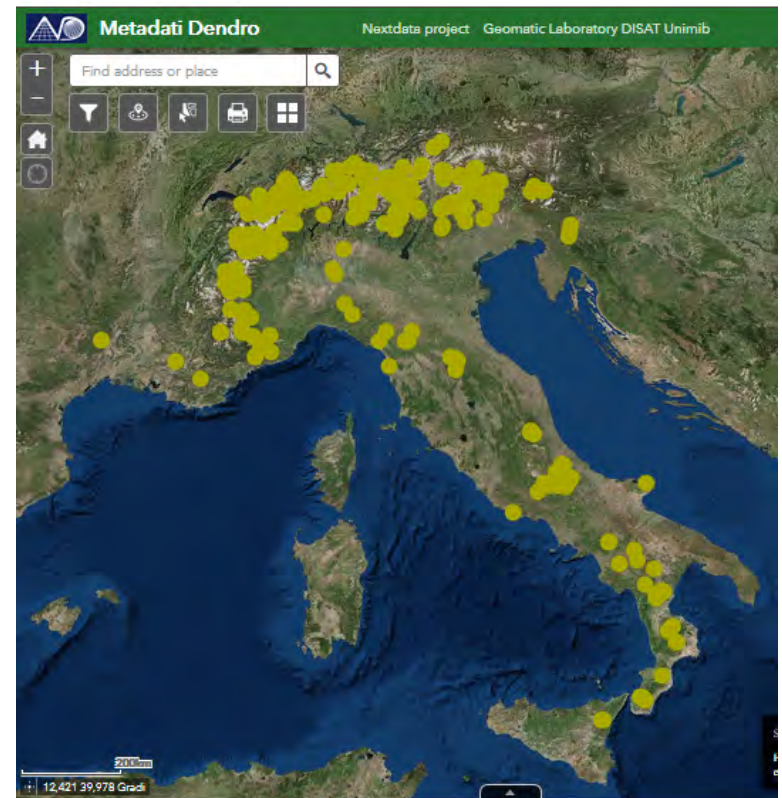 Metadati Dendro
Nextdata project Geomatic Laboratory DISAT Unimib
+
Find address or place
−
200km
12,421 39,978 Gradi